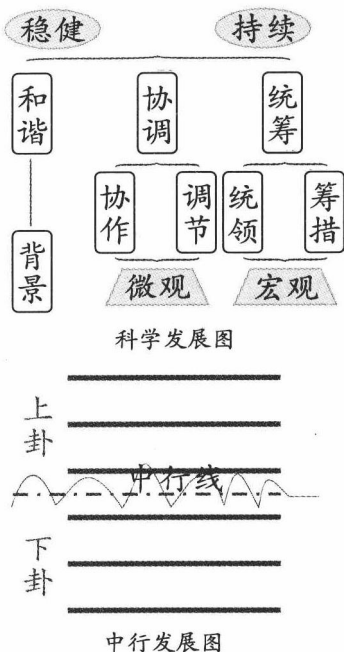 稳健 持续
和谐 协调 统筹
协作 调节 统领 筹措
背景
微观 宏观
科学发展图
上卦
中行线
下卦
中行发展图